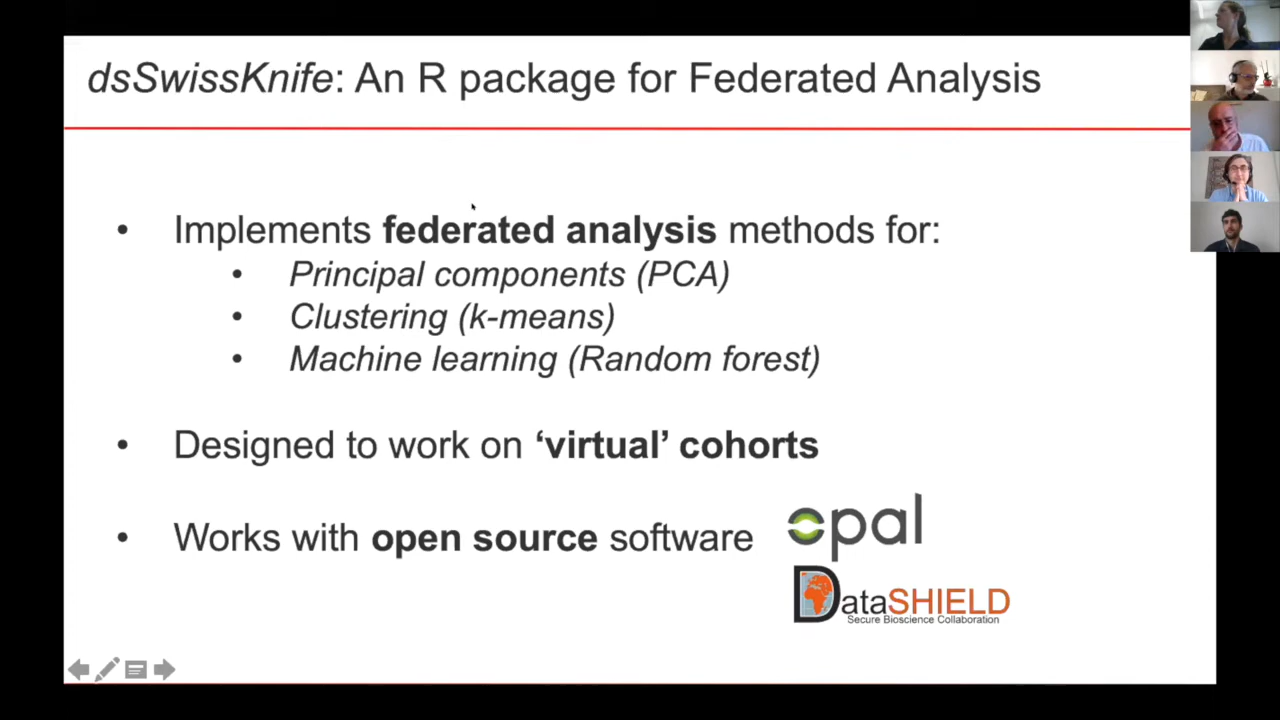 dsSwissKnife: An R package for Federated Analysis
• Implements federated analysis methods for:
• Principal components (PCA)
• Clustering (k-means)
• Machine learning (Random forest)
• Designed to work on ‘virtual’ cohorts
• Works with open source software
opal
DataSHIELD
Secure Bioscience Collaboration